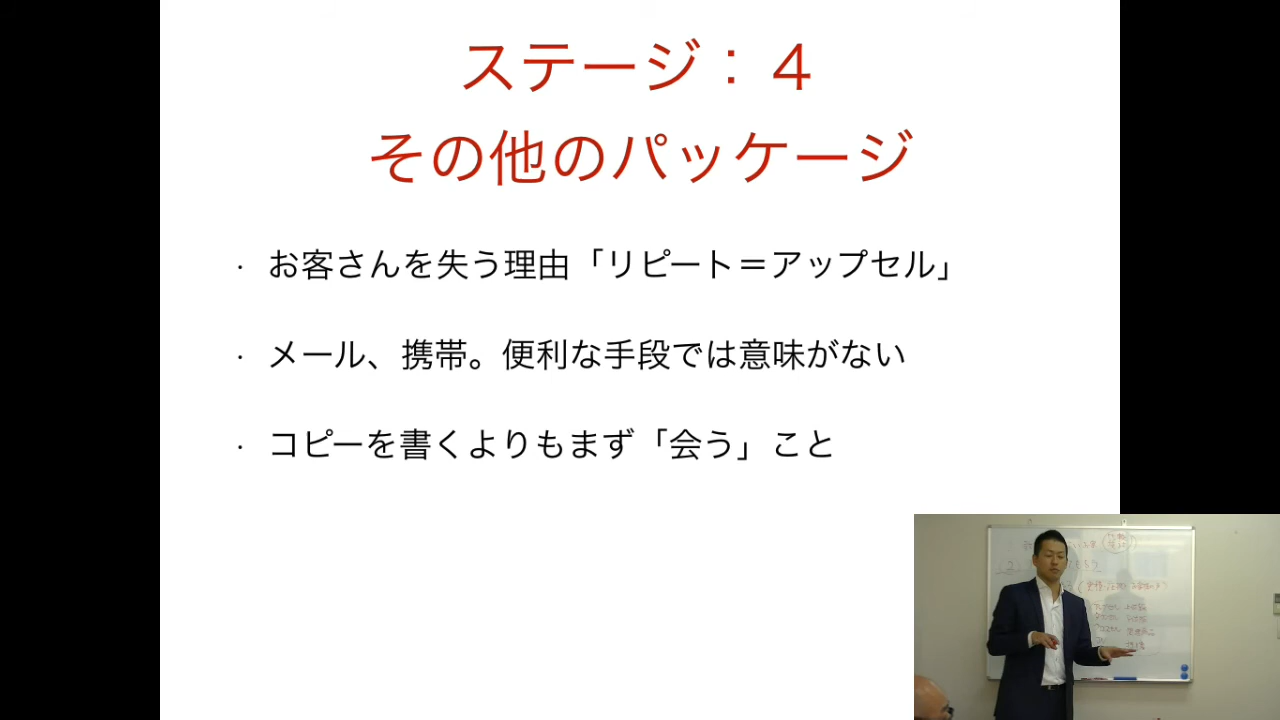 ステージ：４
その他のパッケージ
・ お客さんを失う理由「リピート＝アップセル」
・ メール、携帯。便利な手段では意味がない
・ コピーを書くよりもまず「会う」こと